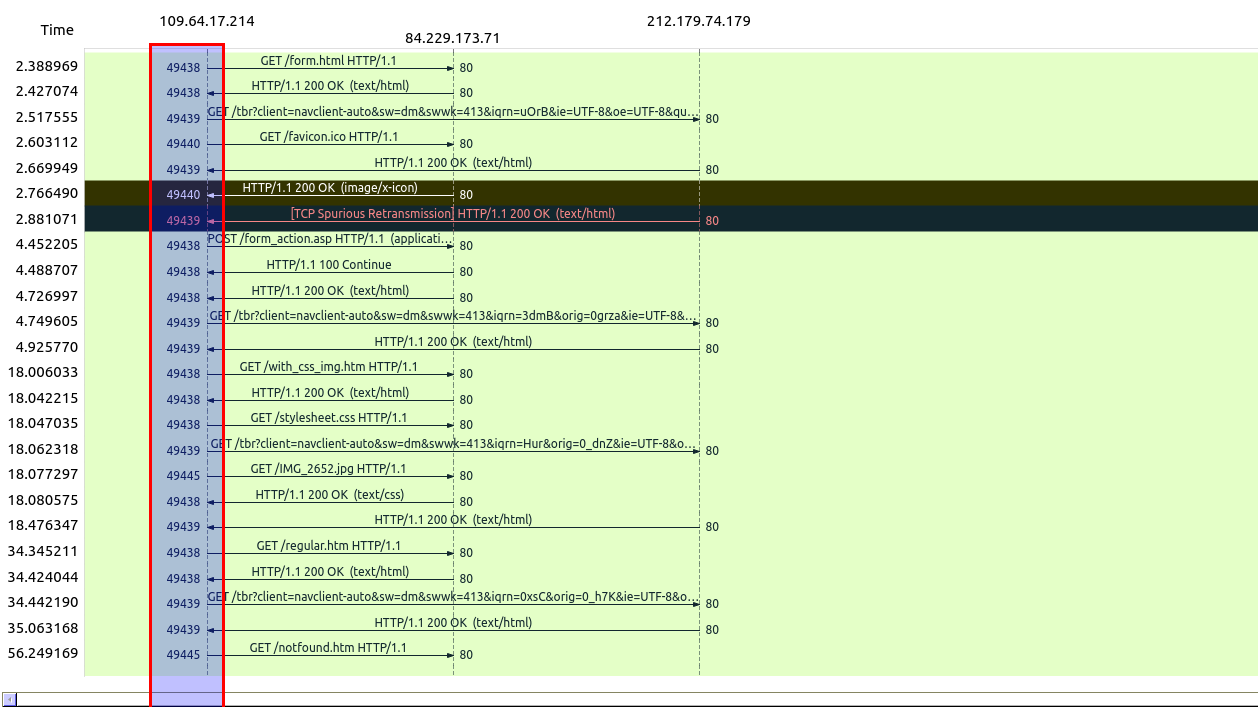 109.64.17.214 212.179.74.179
Time
84.229.173.71
2.388969 49438 GET /form.html HTTP/1.1 80
2.427074 49438 HTTP/1.1 200 OK (text/html) 80
2.517555 49439 GET /tbr?client=navclient-auto&sw=dm&swwk=413&iqrn=uOrB&ie=UTF-8&oe=UTF-8&qu... 80
2.603112 49440 GET /favicon.ico HTTP/1.1 80
2.669949 49439 HTTP/1.1 200 OK (text/html) 80
2.766490 49440 HTTP/1.1 200 OK (image/x-icon) 80
2.881071 49439 [TCP Spurious Retransmission] HTTP/1.1 200 OK (text/html) 80
4.452205 49438 POST /form_action.asp HTTP/1.1 (applicati... 80
4.488707 49438 HTTP/1.1 100 Continue 80
4.726997 49438 HTTP/1.1 200 OK (text/html) 80
4.749605 49439 GET /tbr?client=navclient-auto&sw=dm&swwk=413&iqrn=3dmB&orig=0grza&ie=UTF-8&... 80
4.925770 49439 HTTP/1.1 200 OK (text/html) 80
18.006033 49438 GET /with_css_img.htm HTTP/1.1 80
18.042215 49438 HTTP/1.1 200 OK (text/html) 80
18.047035 49438 GET /stylesheet.css HTTP/1.1 80
18.062318 49439 GET /tbr?client=navclient-auto&sw=dm&swwk=413&iqrn=Hur&orig=0_dnZ&ie=UTF-8&o... 80
18.077297 49445 GET /IMG_2652.jpg HTTP/1.1 80
18.080575 49438 HTTP/1.1 200 OK (text/css) 80
18.476347 49439 HTTP/1.1 200 OK (text/html) 80
34.345211 49438 GET /regular.htm HTTP/1.1 80
34.424044 49438 HTTP/1.1 200 OK (text/html) 80
34.442190 49439 GET /tbr?client=navclient-auto&sw=dm&swwk=413&iqrn=0xsC&orig=0_h7K&ie=UTF-8&o... 80
35.063168 49439 HTTP/1.1 200 OK (text/html) 80
56.249169 49445 GET /notfound.htm HTTP/1.1 80